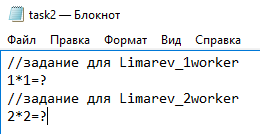 task2 — Блокнот
Файл Правка Формат Вид Справка
//задание для Limarev_1worker
1*1=?
//задание для Limarev_2worker
2*2=?